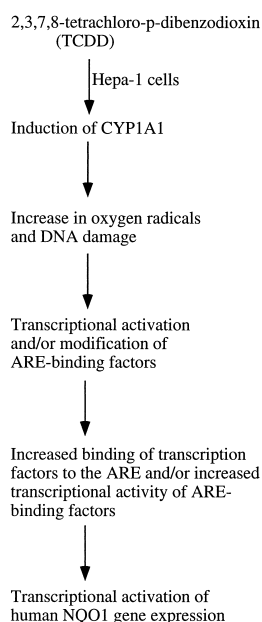 2,3,7,8-tetrachloro-p-dibenzodioxin
(TCDD)
Hepa-1 cells
Induction of CYP1A1
Increase in oxygen radicals
and DNA damage
Transcriptional activation
and/or modification of
ARE-binding factors
Increased binding of transcription
factors to the ARE and/or increased
transcriptional activity of ARE-
binding factors
Transcriptional activation of
human NQO1 gene expression